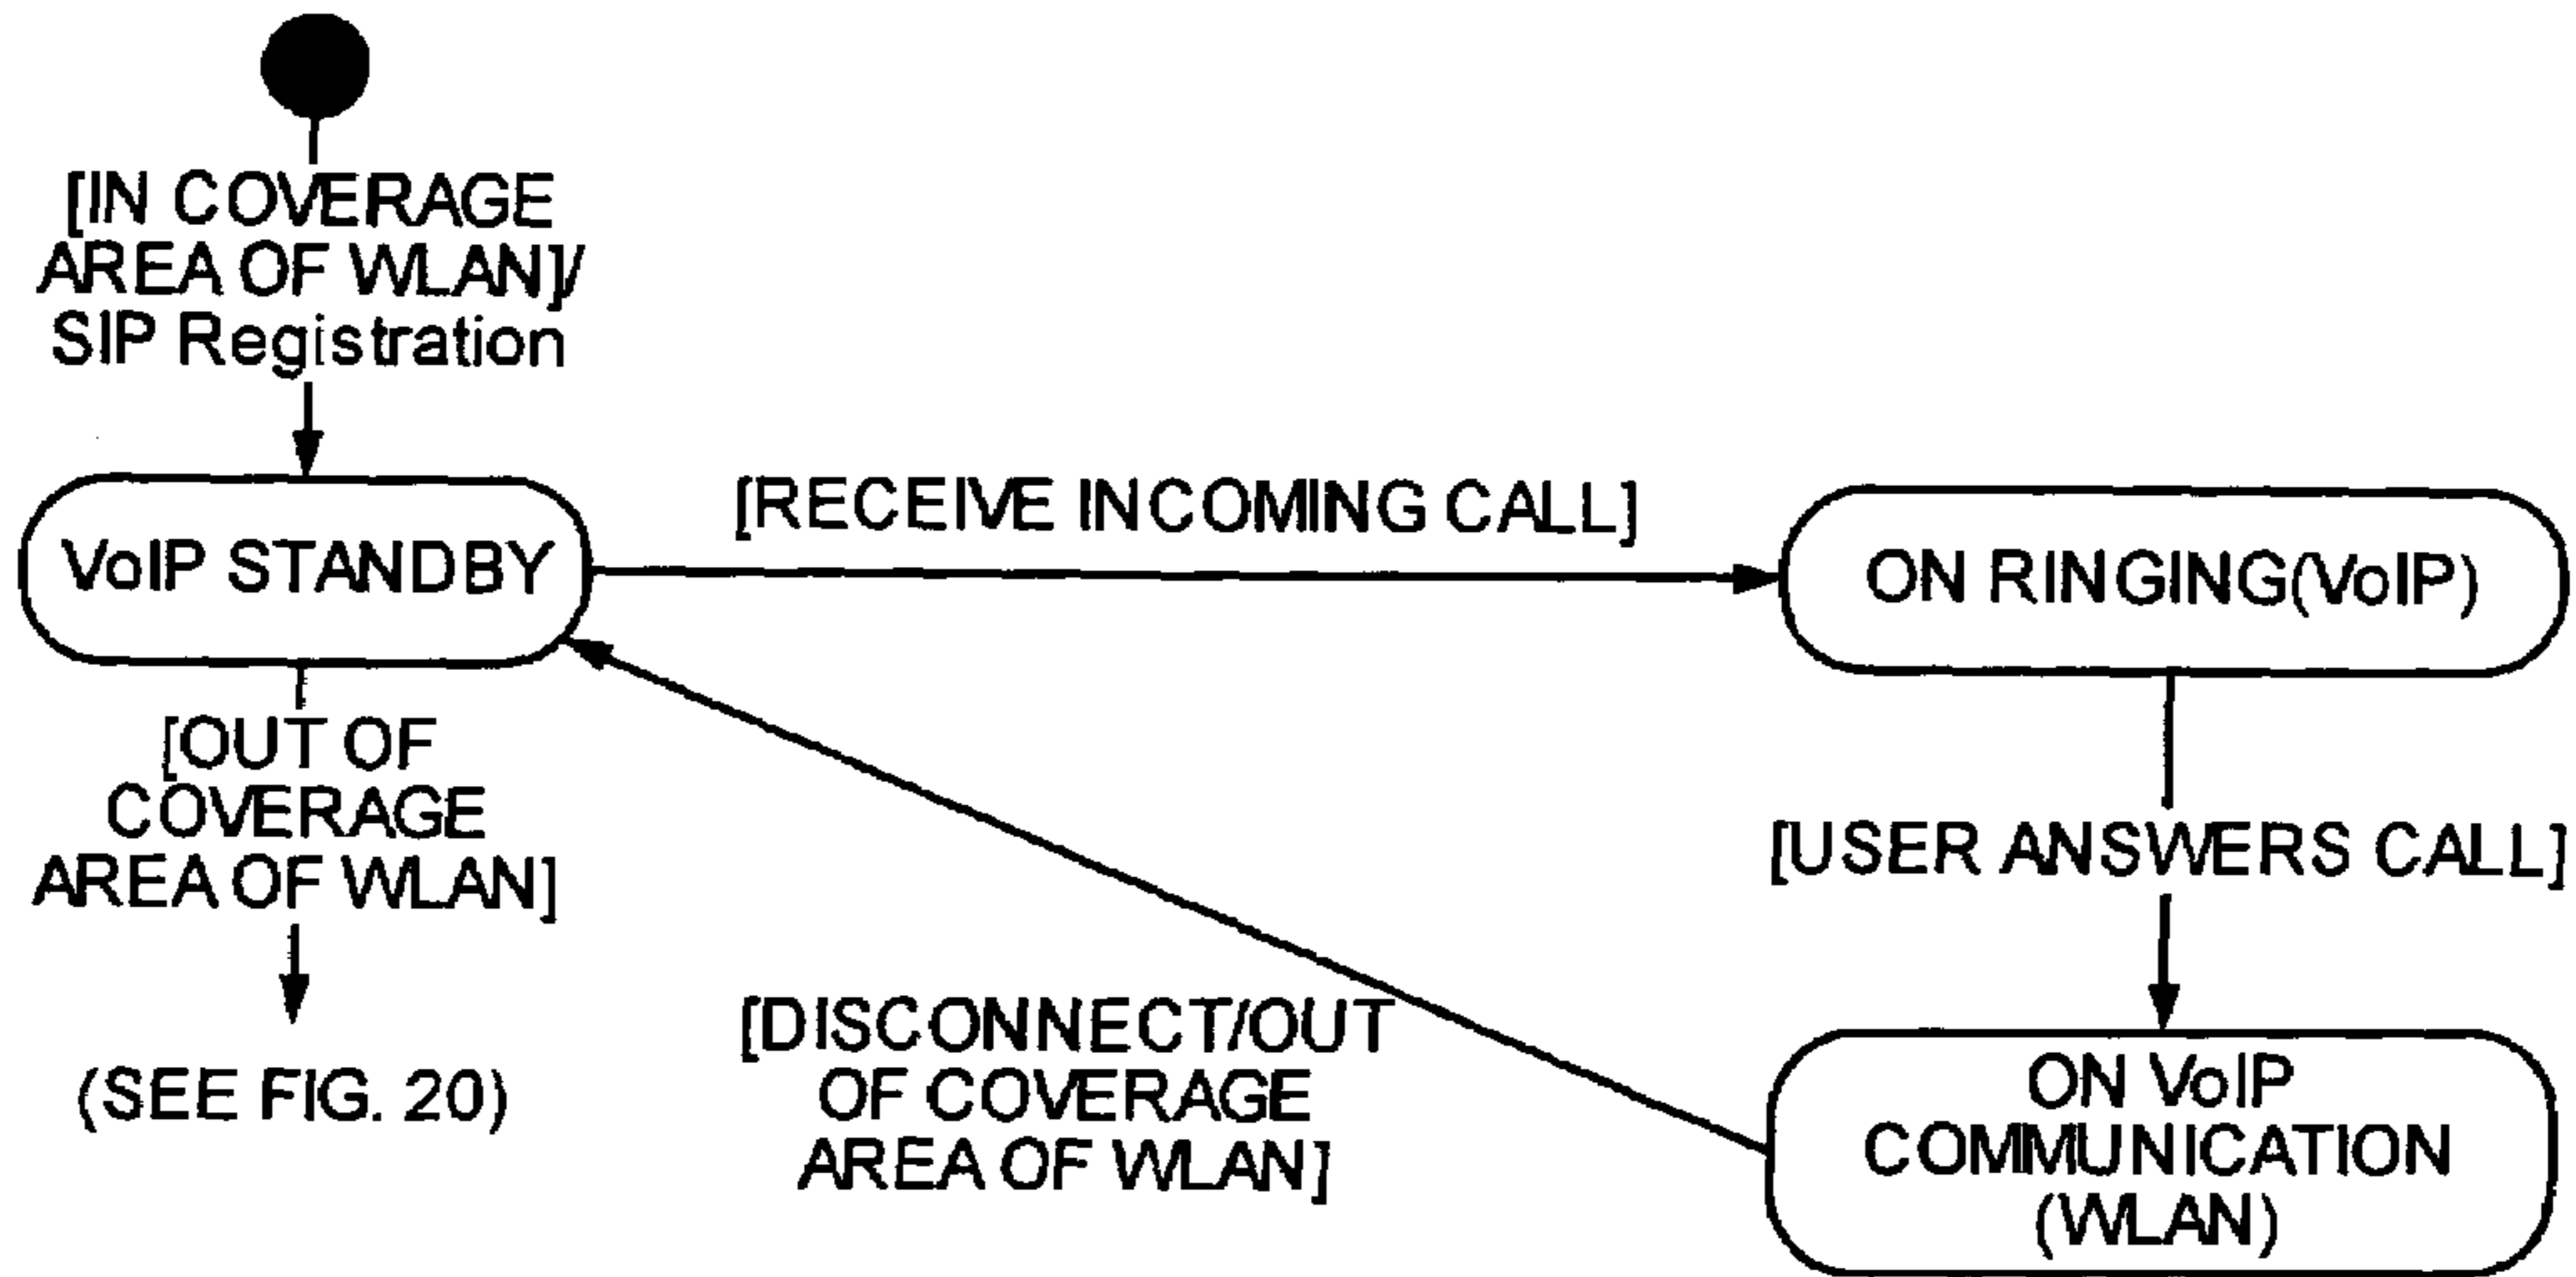 [IN COVERAGE
AREA OF WLAN]/
SIP Registration
VoIP STANDBY
[RECEIVE INCOMING CALL]
ON RINGING(VoIP)
[OUT OF
COVERAGE
AREA OF WLAN]
(SEE FIG. 20)
[USER ANSWERS CALL]
[DISCONNECT/OUT
OF COVERAGE
AREA OF WLAN]
ON VoIP
COMMUNICATION
(WLAN)